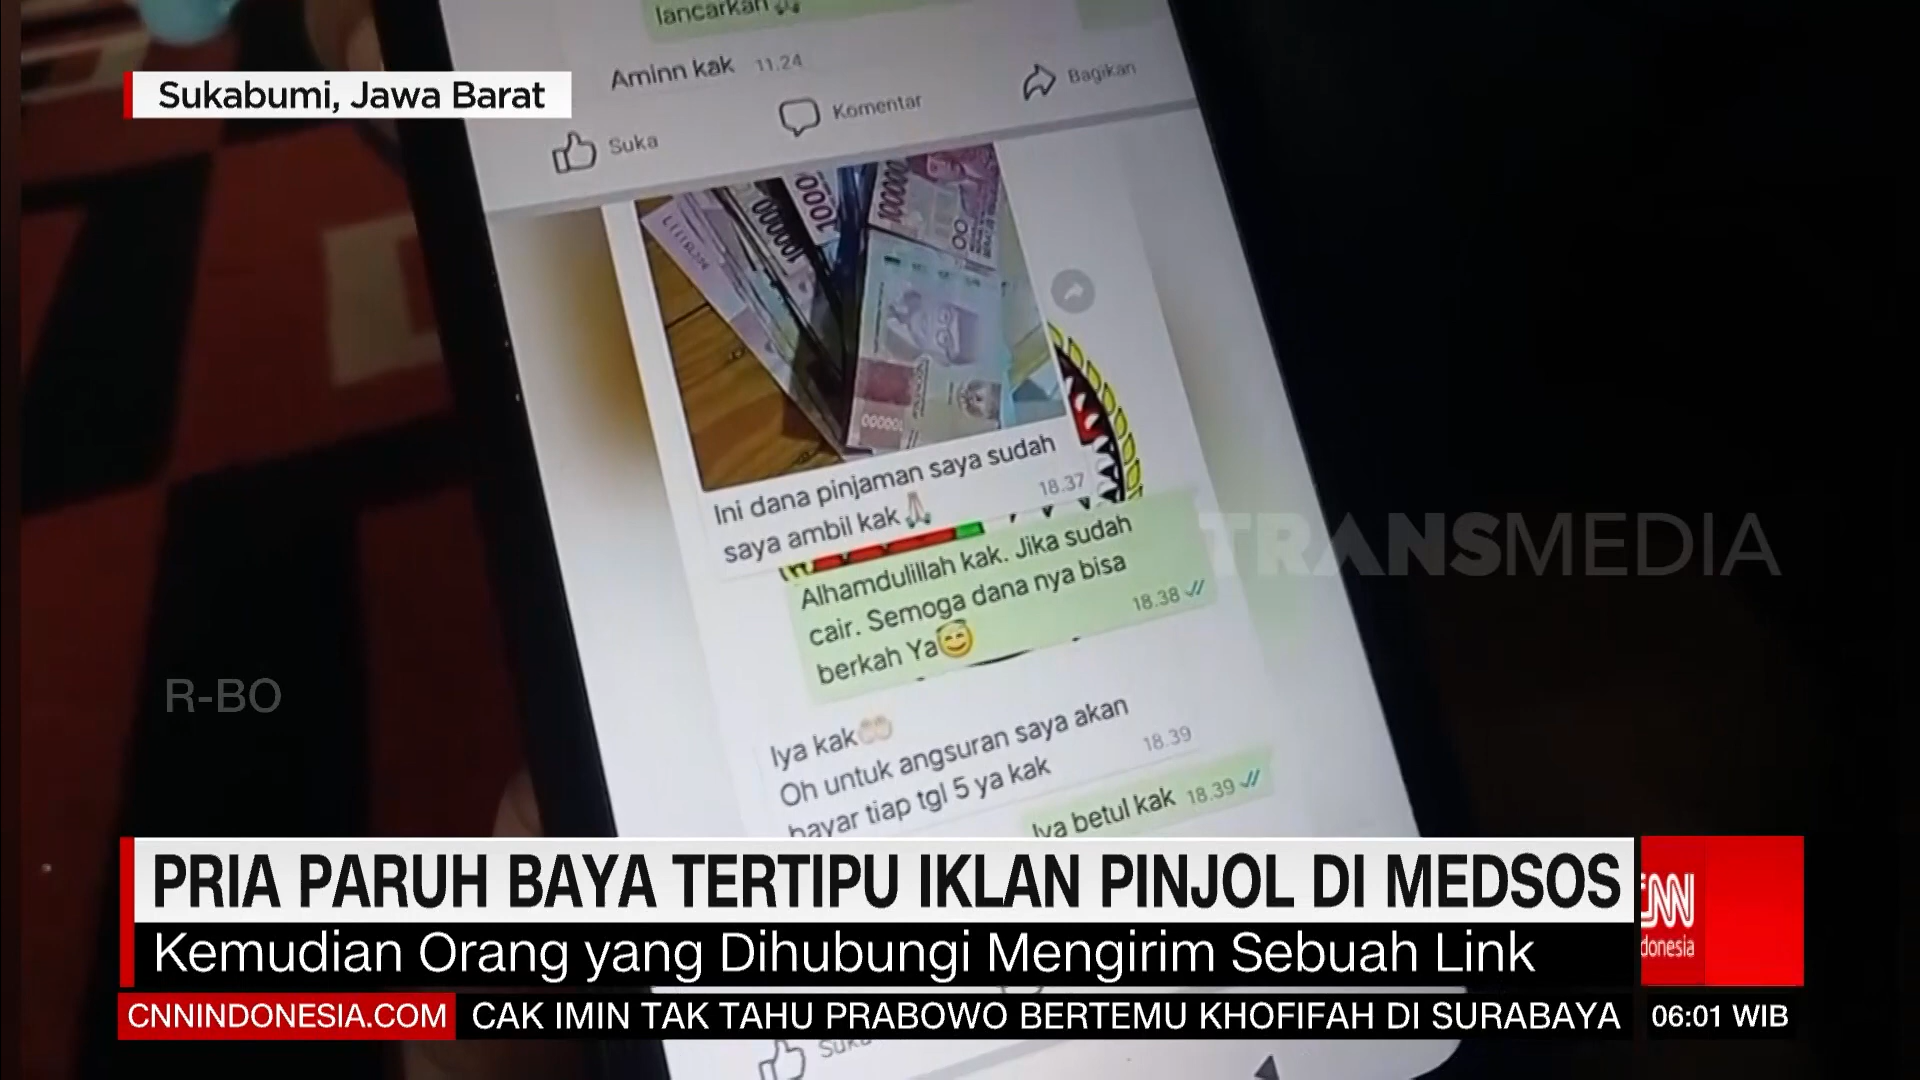 lancarkan
Aminn kak 11.24
Sukabumi, Jawa Barat
Suka
Komentar
Bagikan
100000
Ini dana pinjaman saya sudah
saya ambil kak 18.37
Alhamdulillah kak. Jika sudah
cair. Semoga dana nya bisa
berkah Ya😇 18.38
TRANSMEDIA
R-BO
Iya kak🤲🏻
Oh untuk angsuran saya akan
bayar tiap tgl 5 ya kak 18.39
Iya betul kak 18.39
PRIA PARUH BAYA TERTIPU IKLAN PINJOL DI MEDSOS
Kemudian Orang yang Dihubungi Mengirim Sebuah Link
CNN
donesia
CNNINDONESIA.COM
CAK IMIN TAK TAHU PRABOWO BERTEMU KHOFIFAH DI SURABAYA
06:01 WIB
Suka